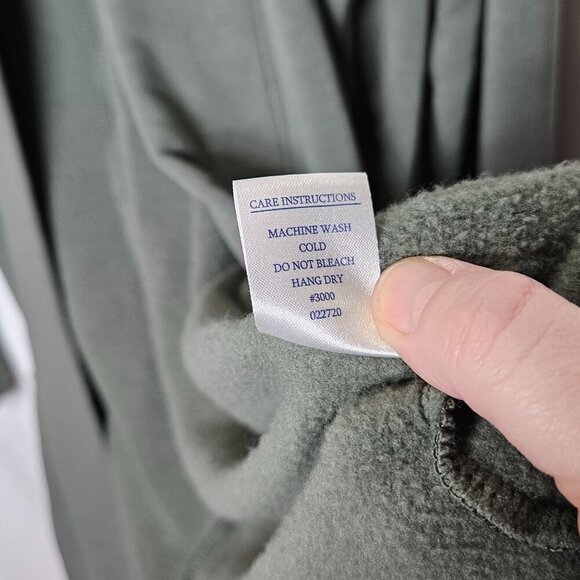 CARE INSTRUCTIONS
MACHINE WASH
COLD
DO NOT BLEACH
HANG DRY
#3000
022720